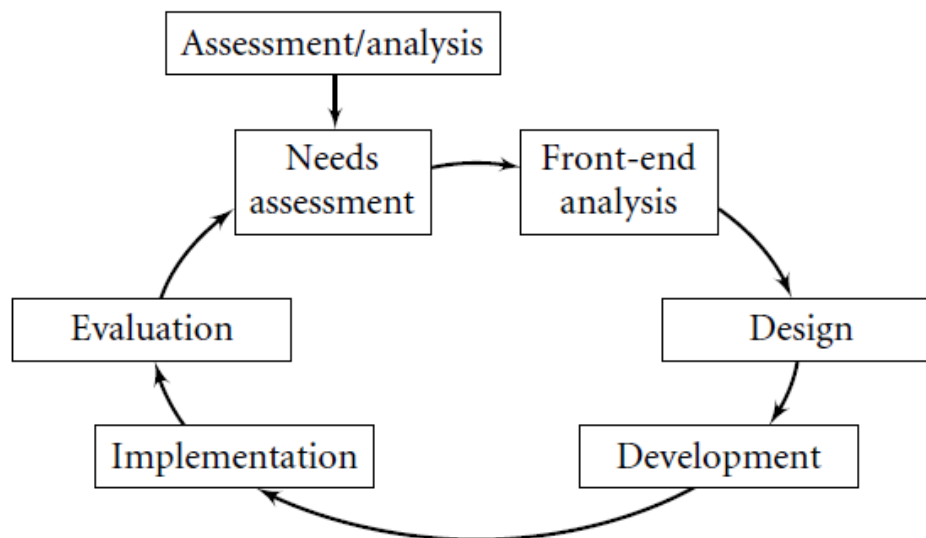 Assessment/analysis
Needs
assessment
Front-end
analysis
Evaluation
Design
Implementation
Development